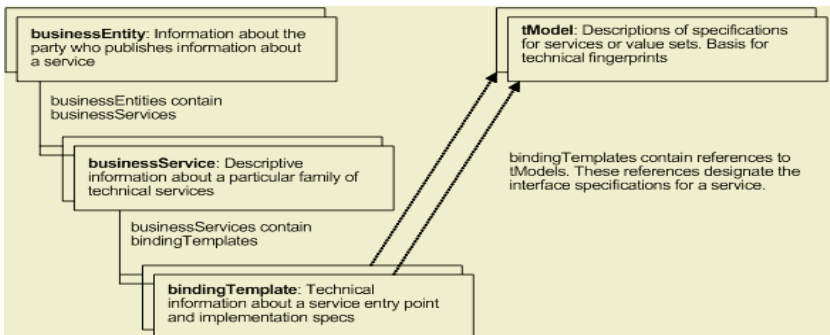 businessEntity: Information about the
party who publishes information about
a service
tModel: Descriptions of specifications
for services or value sets. Basis for
technical fingerprints
businessEntities contain
businessServices
businessService: Descriptive
information about a particular family of
technical services
bindingTemplates contain references to
tModels. These references designate the
interface specifications for a service.
businessServices contain
bindingTemplates
bindingTemplate: Technical
information about a service entry point
and implementation specs